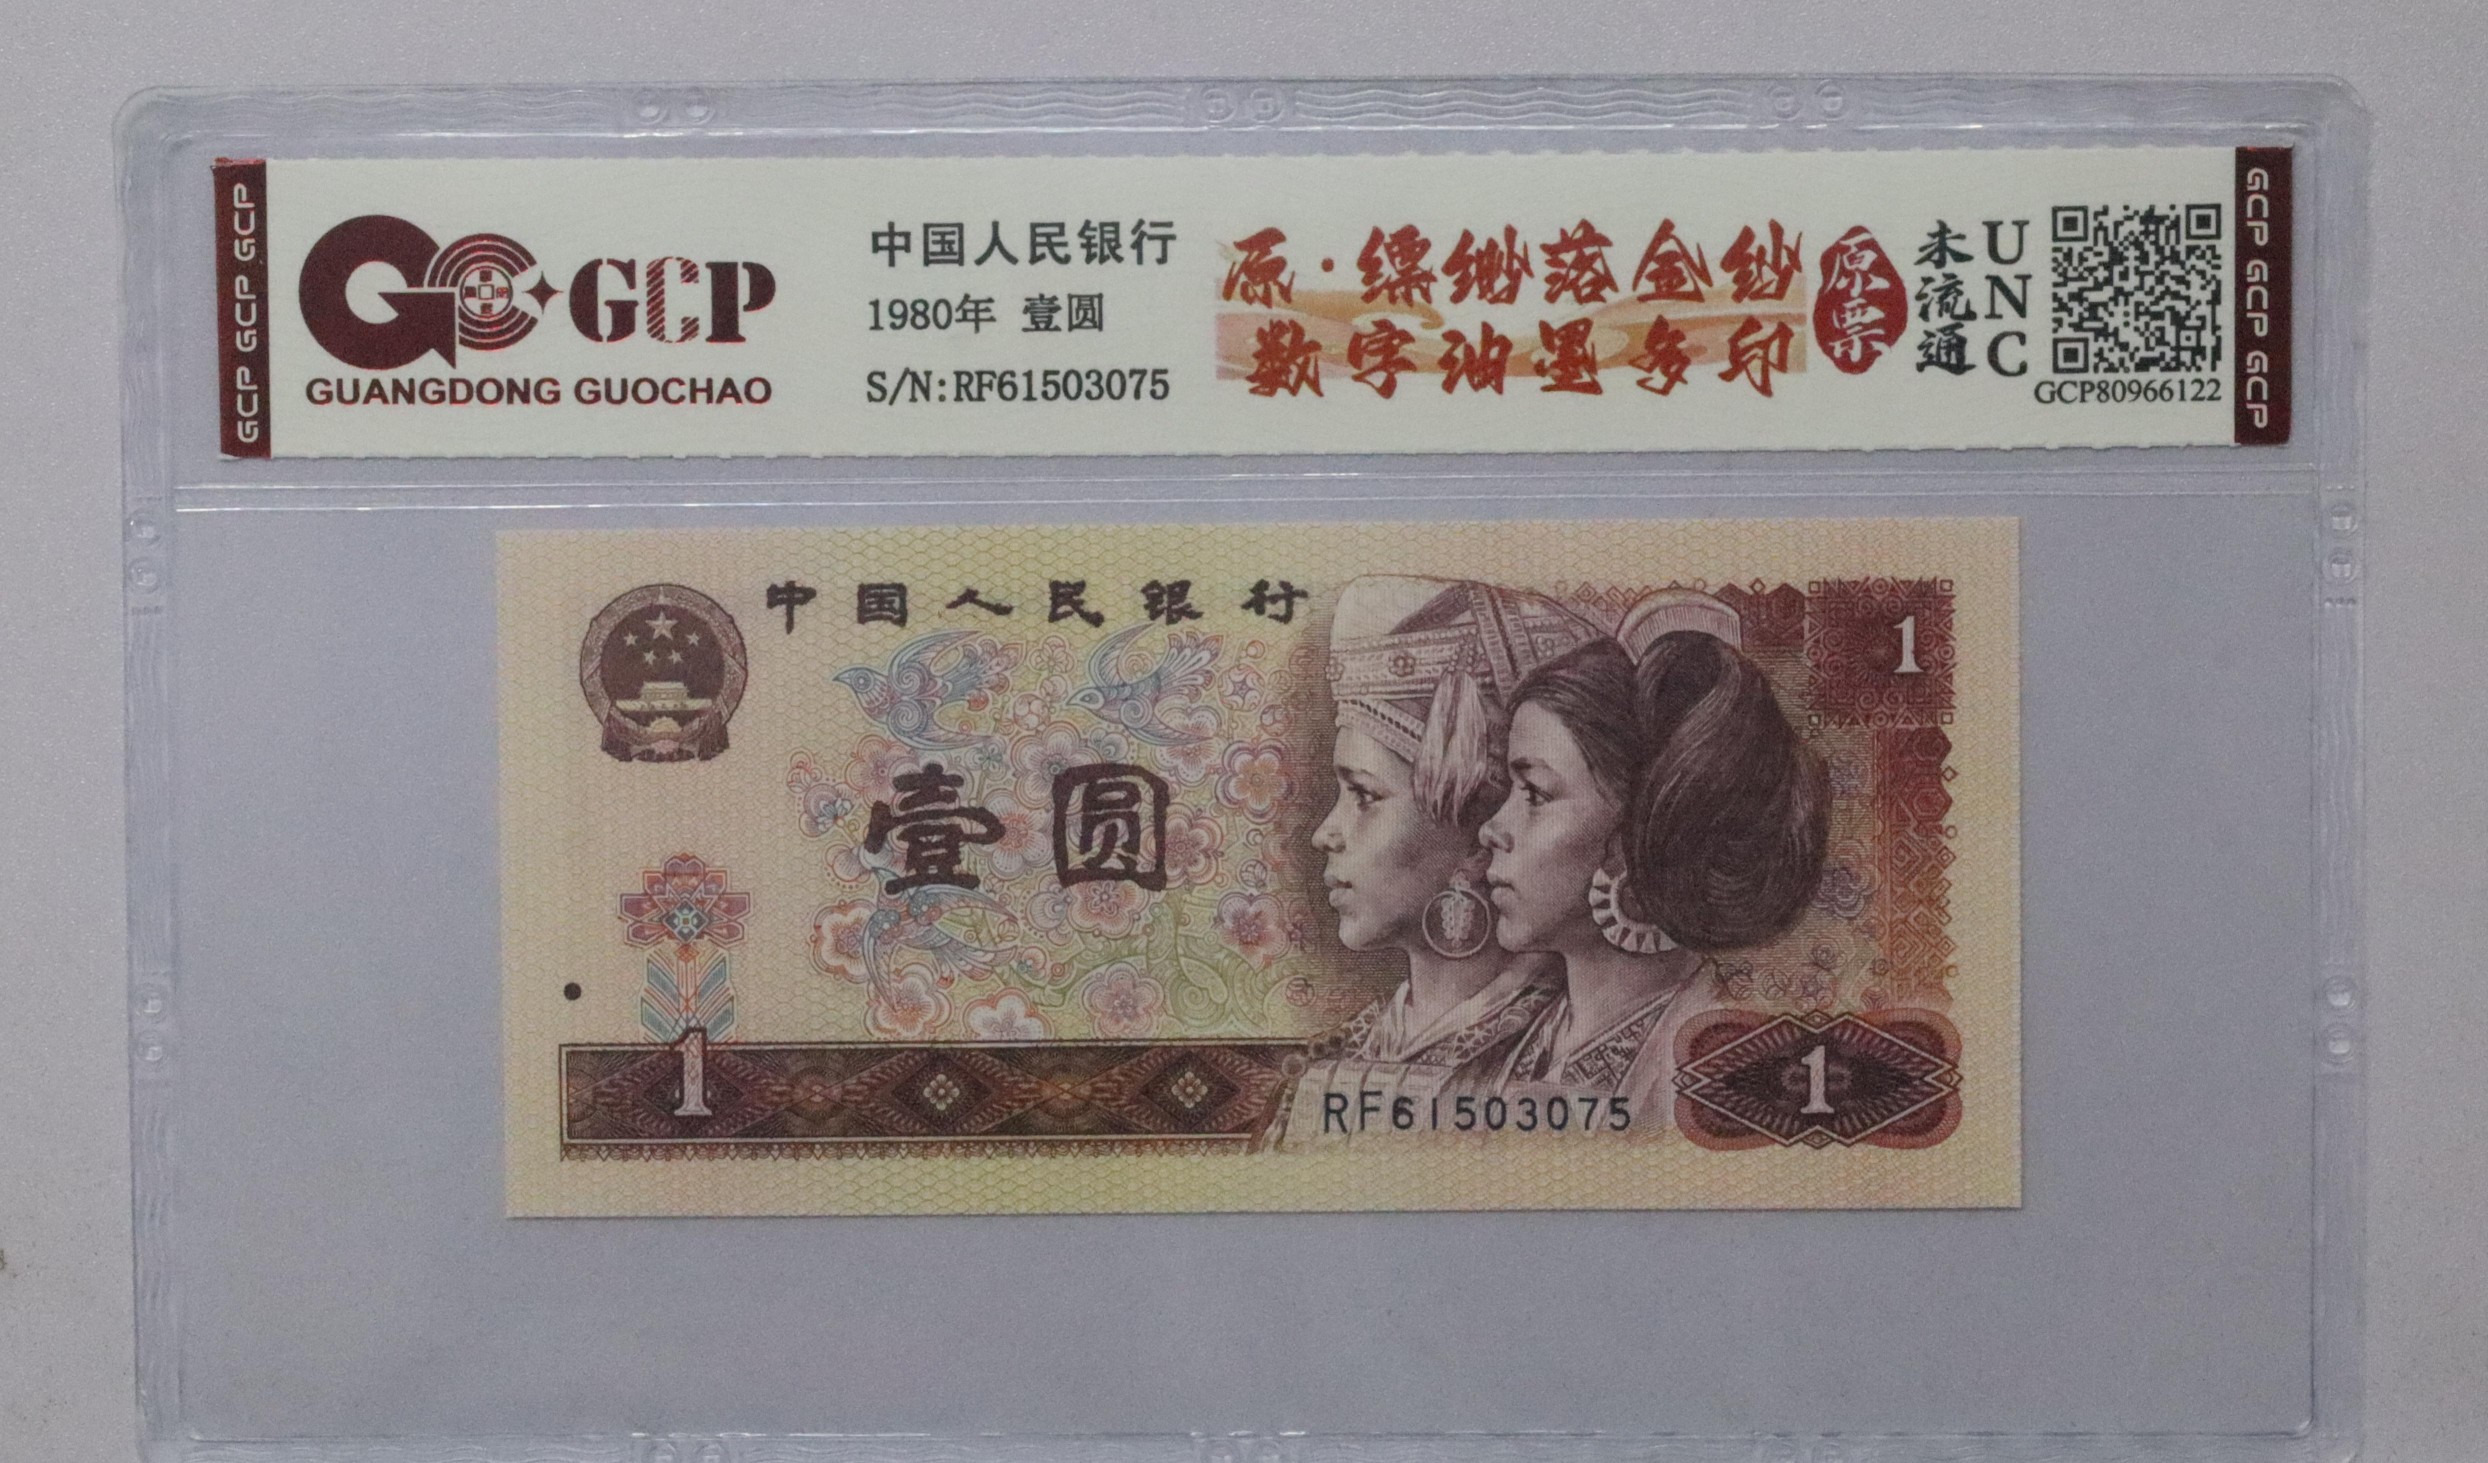 GCP GCP GCP
GCP
GUANGDONG GUOCHAO
中国人民银行
1980年 壹圆
S/N:RF61503075
原·缥缈落金纱
数字油墨多印
原票
未流通
UNC
GCP80966122
GCP GCP GCP
中国人民银行
1
壹圆
1
RF61503075
1